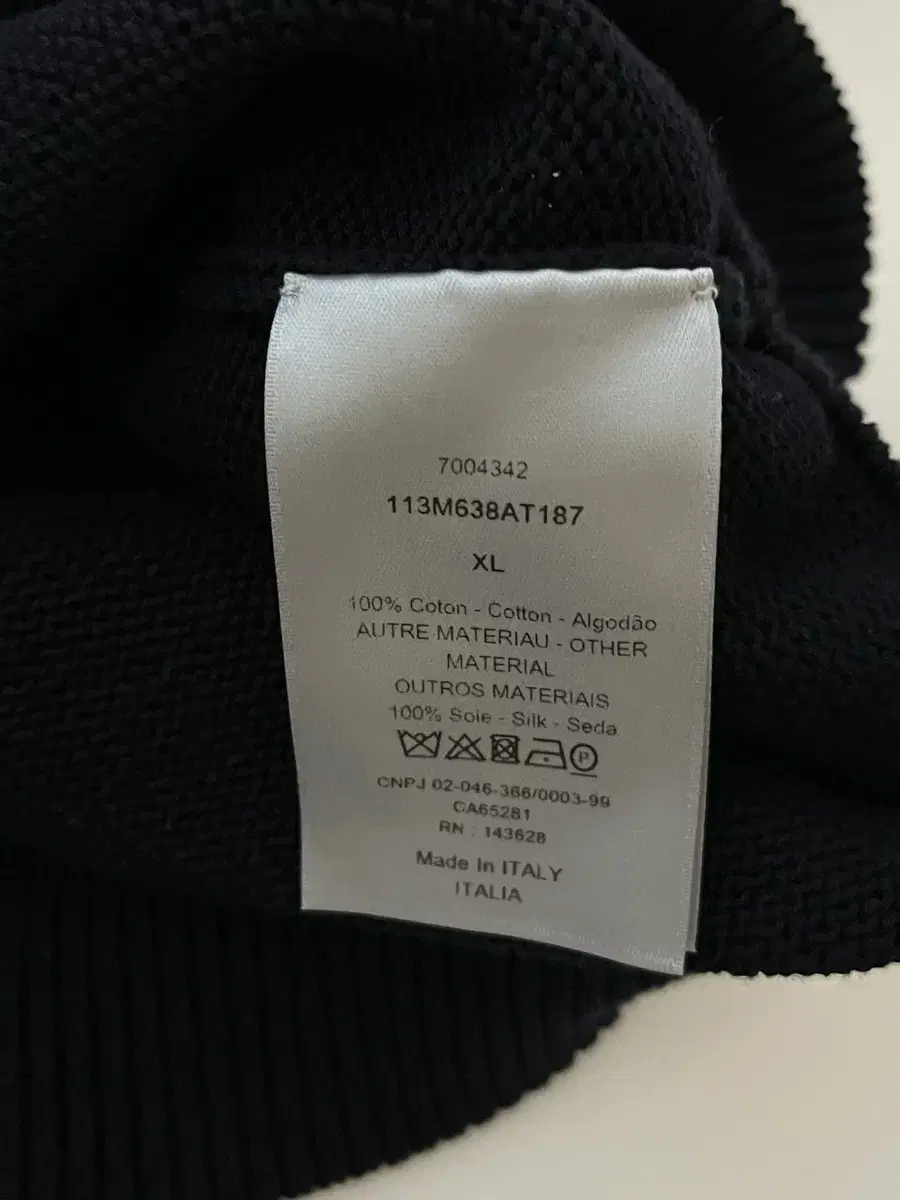 7004342
113M638AT187
XL
100% Coton - Cotton - Algodão
AUTRE MATERIAU - OTHER
MATERIAL
OUTROS MATERIAIS
100% Soie - Silk - Seda
P
CNPJ 02-046-366/0003-99
CA65281
RN : 143628
Made In ITALY
ITALIA